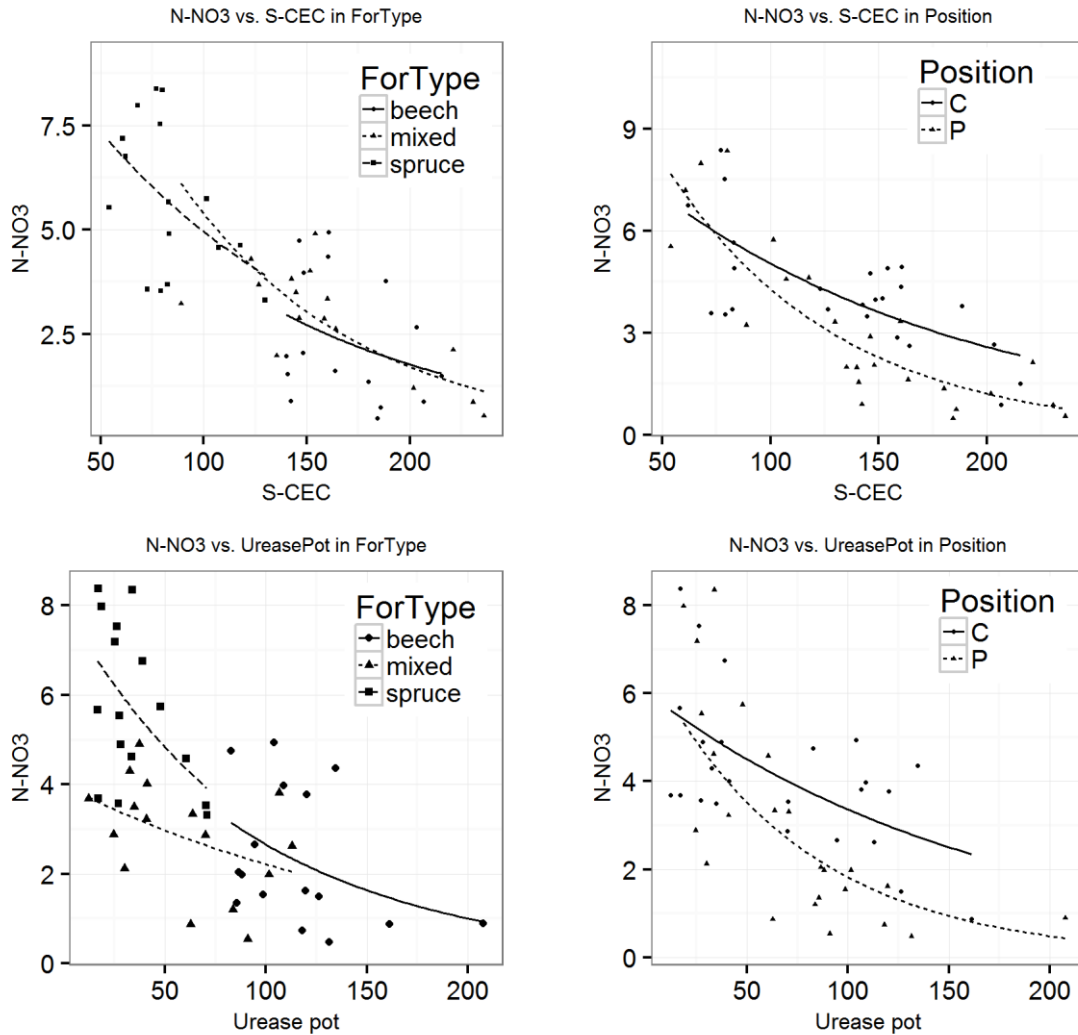 N-NO3 vs. S-CEC in ForType
ForType
beech
mixed
spruce
7.5
5.0
2.5
N-NO3
50 100 150 200
S-CEC
N-NO3 vs. S-CEC in Position
Position
C
P
9
6
3
0
N-NO3
50 100 150 200
S-CEC
N-NO3 vs. UreasePot in ForType
ForType
beech
mixed
spruce
8
6
4
2
0
N-NO3
50 100 150 200
Urease pot
N-NO3 vs. UreasePot in Position
Position
C
P
8
6
4
2
0
N-NO3
50 100 150 200
Urease pot